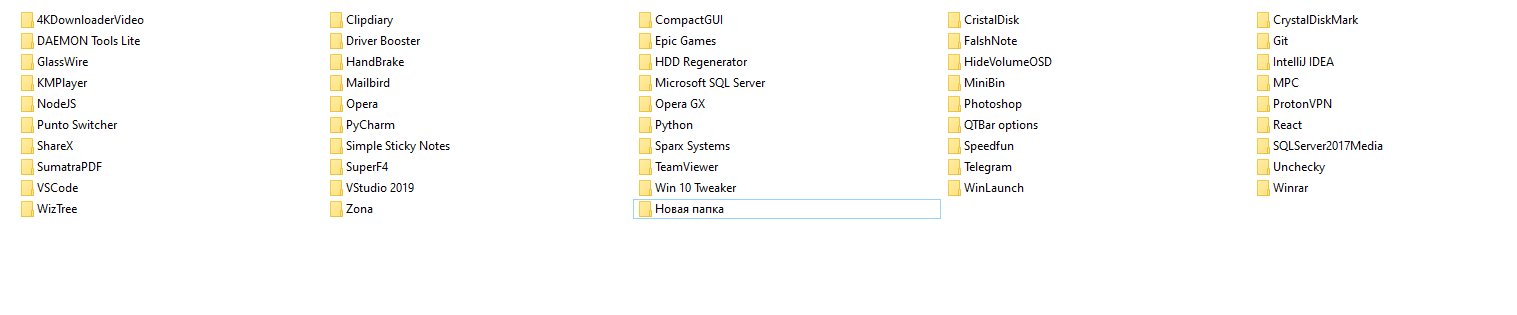 4KDownloaderVideo Clipdiary CompactGUI CristalDisk CrystalDiskMark
DAEMON Tools Lite Driver Booster Epic Games FalshNote Git
GlassWire HandBrake HDD Regenerator HideVolumeOSD IntelliJ IDEA
KMPlayer Mailbird Microsoft SQL Server MiniBin MPC
NodeJS Opera Opera GX Photoshop ProtonVPN
Punto Switcher PyCharm Python QTBar options React
ShareX Simple Sticky Notes Sparx Systems Speedfun SQLServer2017Media
SumatraPDF SuperF4 TeamViewer Telegram Unchecky
VSCode VStudio 2019 Win 10 Tweaker WinLaunch Winrar
WizTree Zona Новая папка